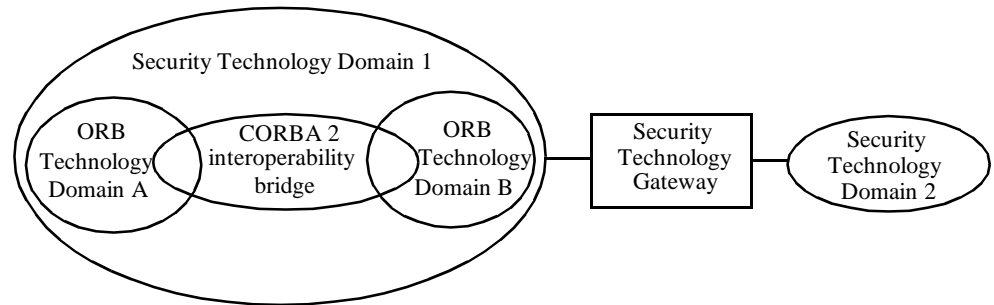 Security Technology Domain 1
ORB
Technology
Domain A
CORBA 2
interoperability
bridge
ORB
Technology
Domain B
Security
Technology
Gateway
Security
Technology
Domain 2